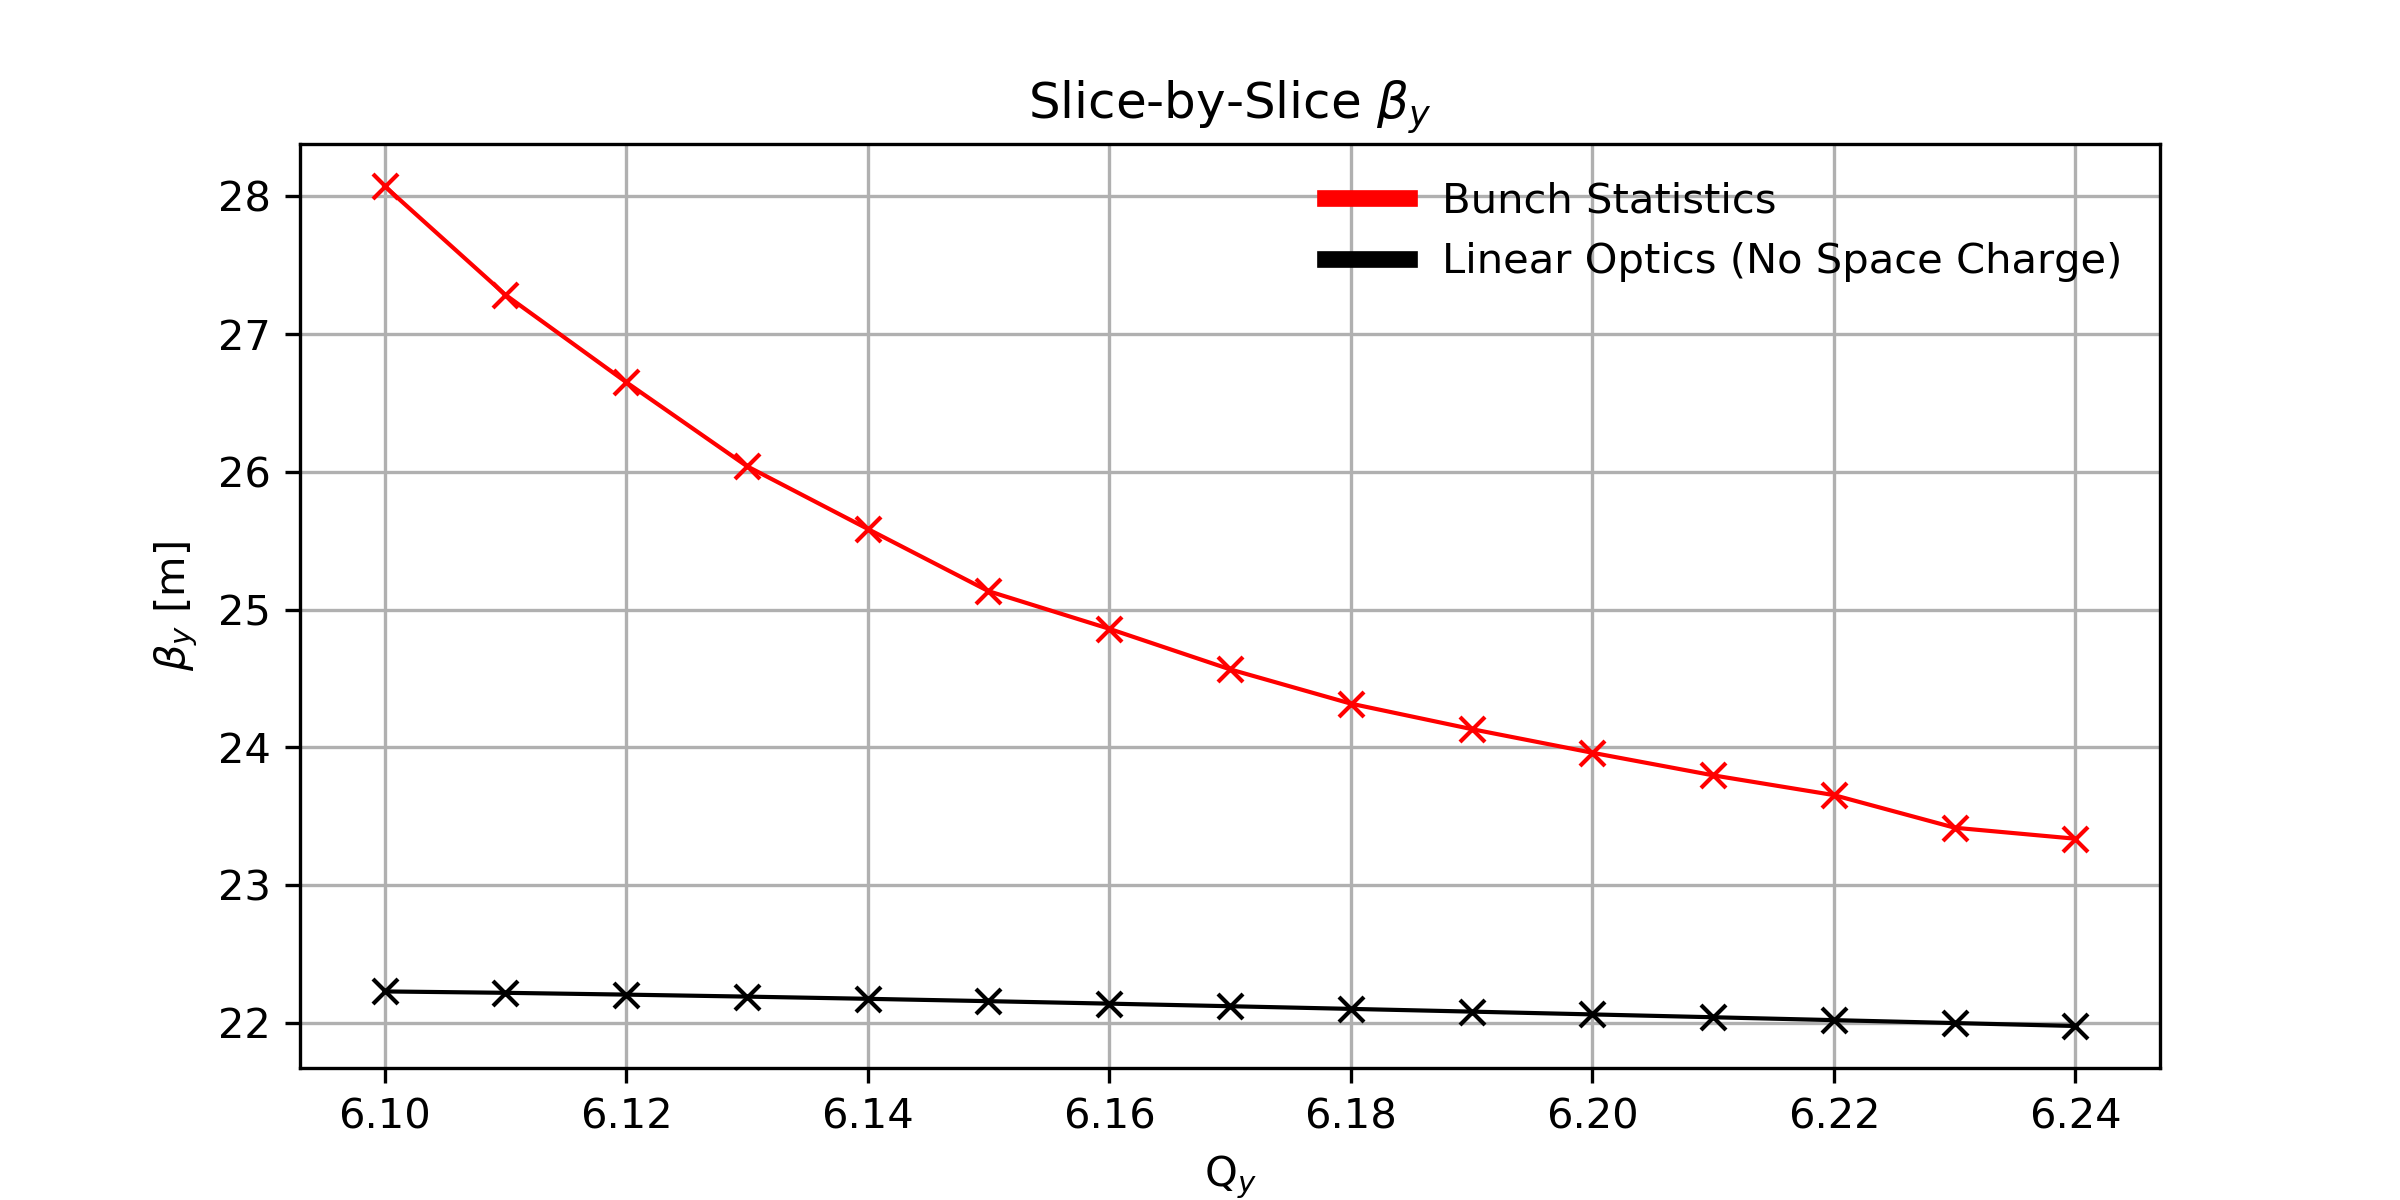 Slice-by-Slice βy
Bunch Statistics
Linear Optics (No Space Charge)
28
27
26
25
24
23
22
βy [m]
6.10 6.12 6.14 6.16 6.18 6.20 6.22 6.24
Qy